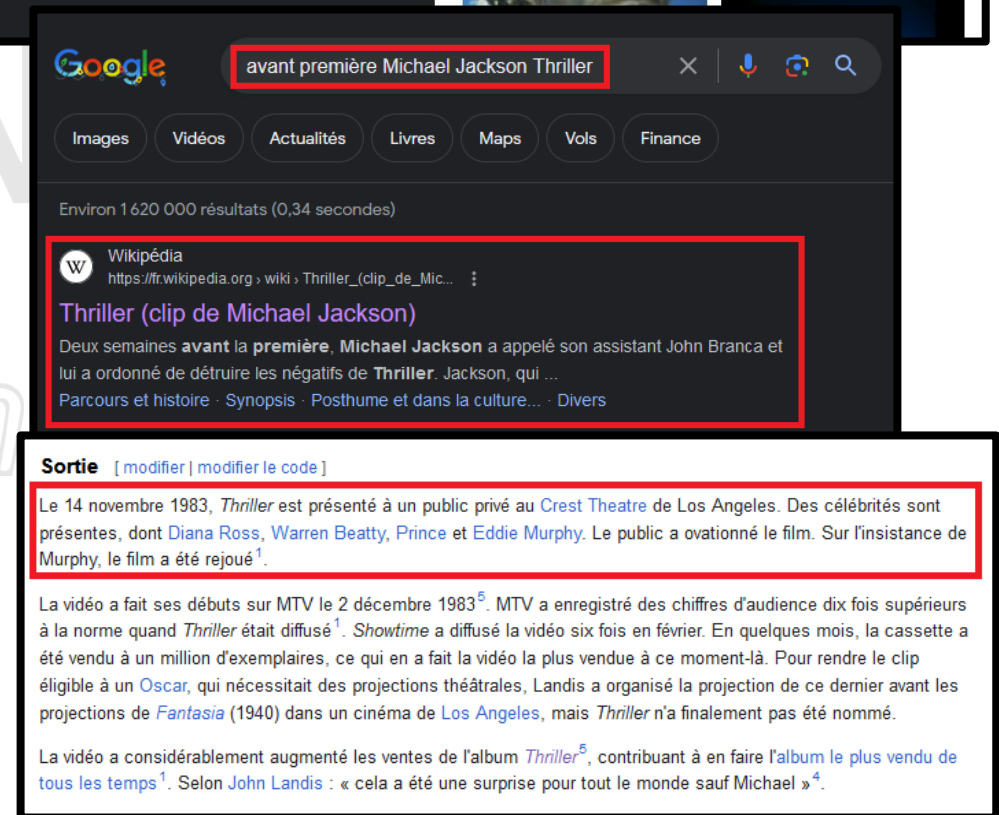 Google
avant première Michael Jackson Thriller
Images Vidéos Actualités Livres Maps Vols Finance
Environ 1 620 000 résultats (0,34 secondes)
W
Wikipédia
https://fr.wikipedia.org › wiki › Thriller_(clip_de_Mic...
Thriller (clip de Michael Jackson)
Deux semaines avant la première, Michael Jackson a appelé son assistant John Branca et
lui a ordonné de détruire les négatifs de Thriller. Jackson, qui ...
Parcours et histoire · Synopsis · Posthume et dans la culture... · Divers
Sortie [ modifier | modifier le code ]
Le 14 novembre 1983, Thriller est présenté à un public privé au Crest Theatre de Los Angeles. Des célébrités sont
présentes, dont Diana Ross, Warren Beatty, Prince et Eddie Murphy. Le public a ovationné le film. Sur l'insistance de
Murphy, le film a été rejoué1.
La vidéo a fait ses débuts sur MTV le 2 décembre 19835. MTV a enregistré des chiffres d'audience dix fois supérieurs
à la norme quand Thriller était diffusé1. Showtime a diffusé la vidéo six fois en février. En quelques mois, la cassette a
été vendu à un million d'exemplaires, ce qui en a fait la vidéo la plus vendue à ce moment-là. Pour rendre le clip
éligible à un Oscar, qui nécessitait des projections théâtrales, Landis a organisé la projection de ce dernier avant les
projections de Fantasia (1940) dans un cinéma de Los Angeles, mais Thriller n'a finalement pas été nommé.
La vidéo a considérablement augmenté les ventes de l'album Thriller5, contribuant à en faire l'album le plus vendu de
tous les temps1. Selon John Landis : « cela a été une surprise pour tout le monde sauf Michael »4.